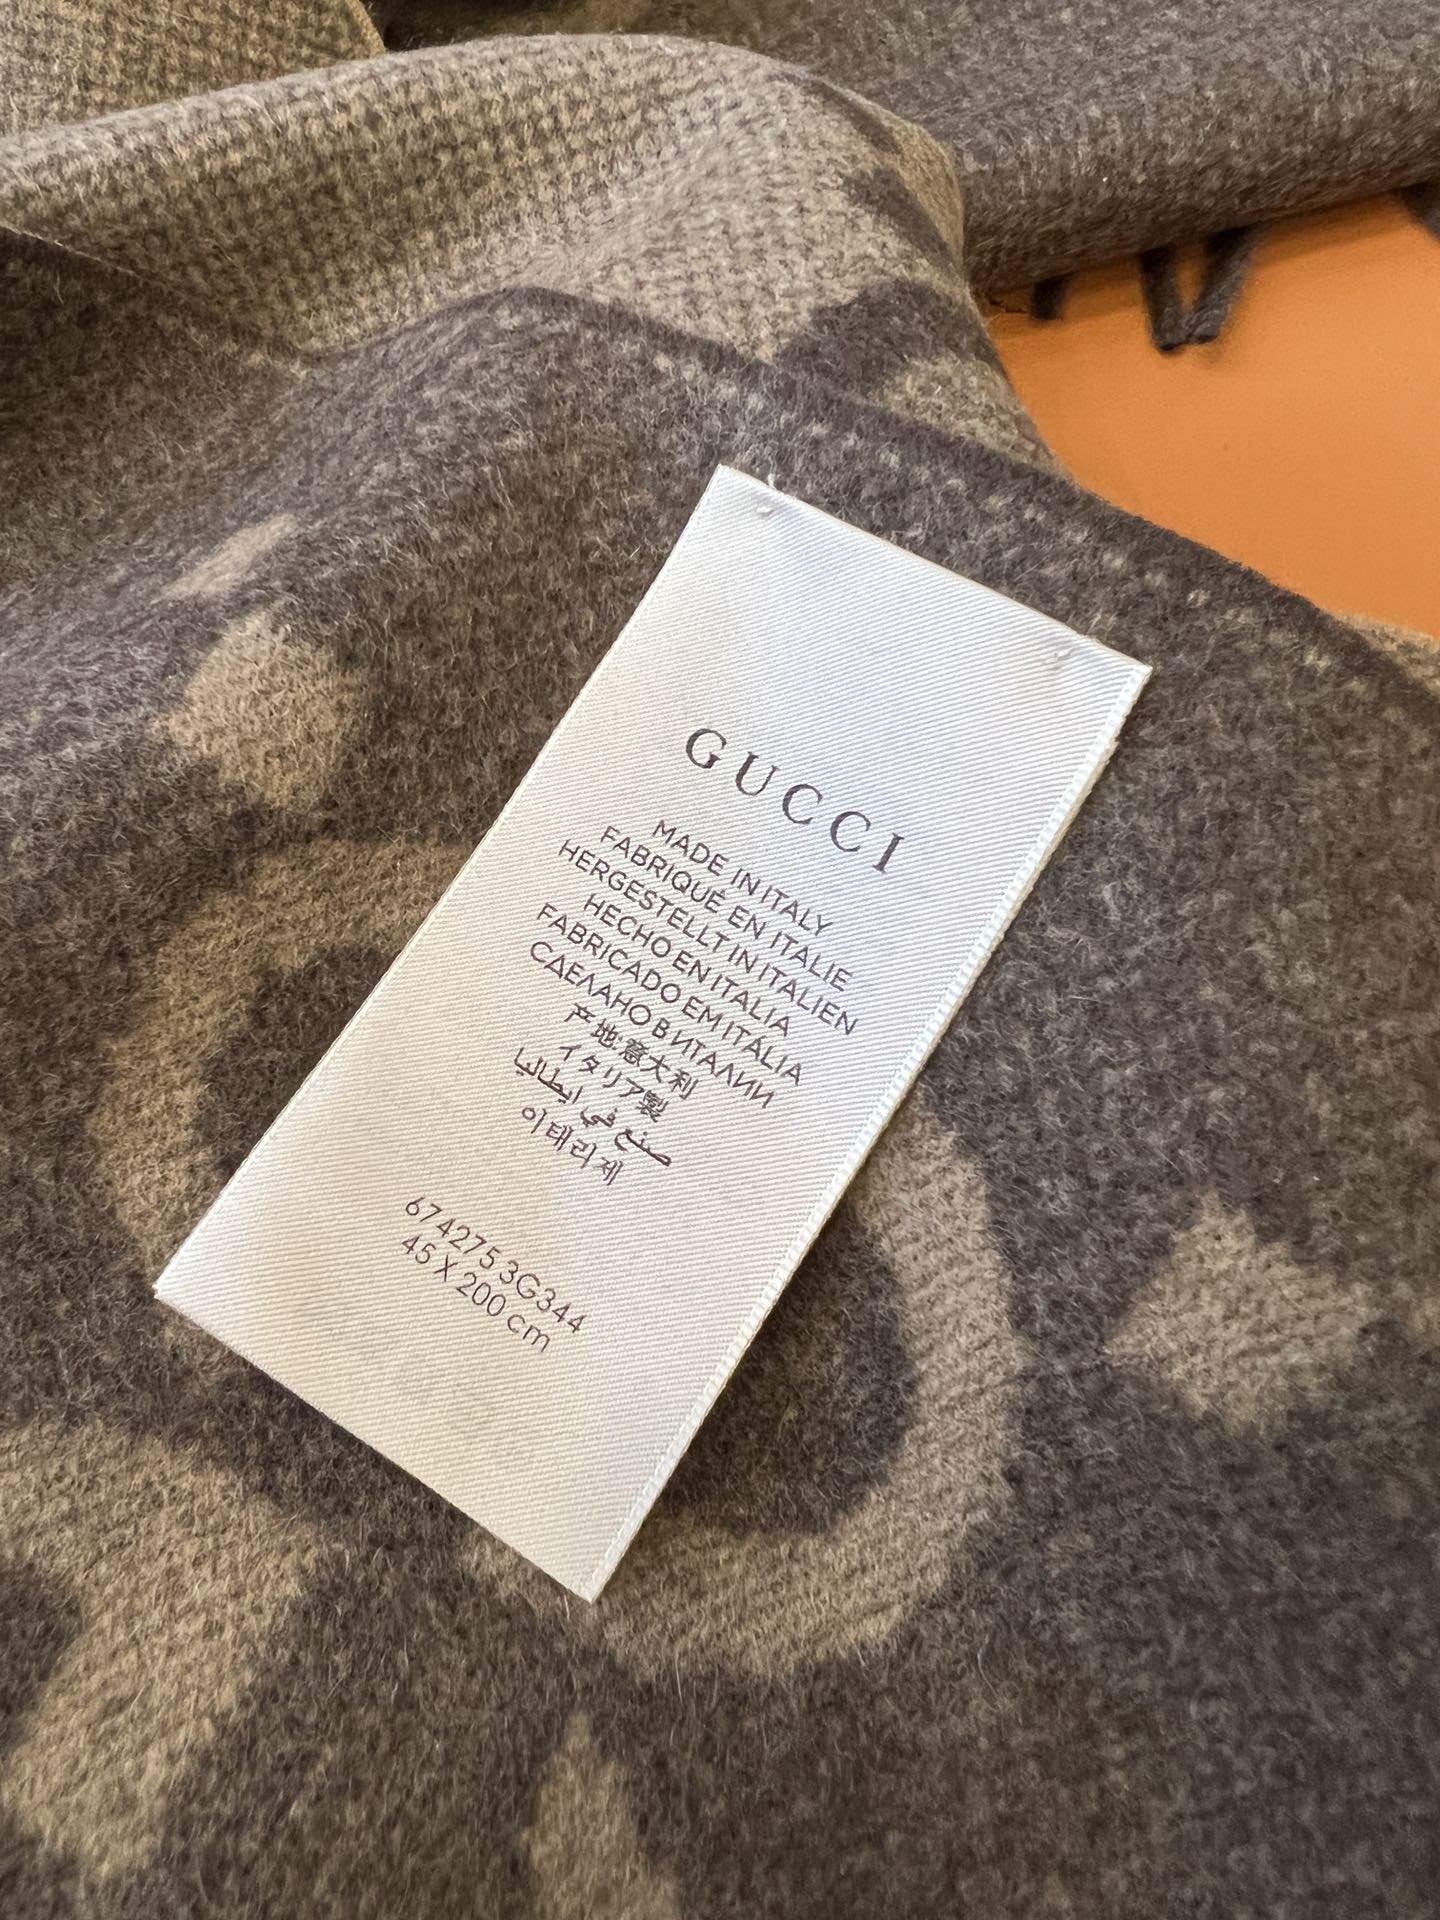 GUCCI
MADE IN ITALY
FABRIQUÉ EN ITALIE
HERGESTELLT IN ITALIEN
HECHO EN ITALIA
FABRICADO EM ITÁLIA
СДЕЛАНО В ИТАЛИИ
产地:意大利
イタリア製
صنع في ايطاليا
이태리제
674275 3G344
45 X 200 cm